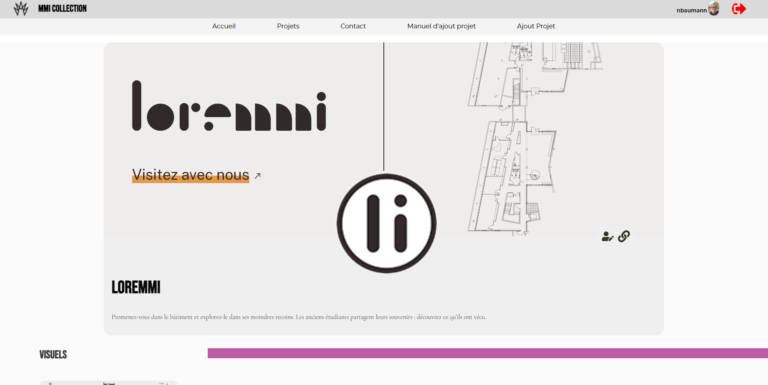 MMI COLLECTION
nbaumann
Accueil Projets Contact Manuel d'ajout projet Ajout Projet
loremmi
Visitez avec nous
li
LOREMMI
Promenez-vous dans le bâtiment et explorez-le dans ses moindres recoins. Les anciens étudiants partagent leurs souvenirs : découvrez ce qu'ils ont vécu.
VISUELS